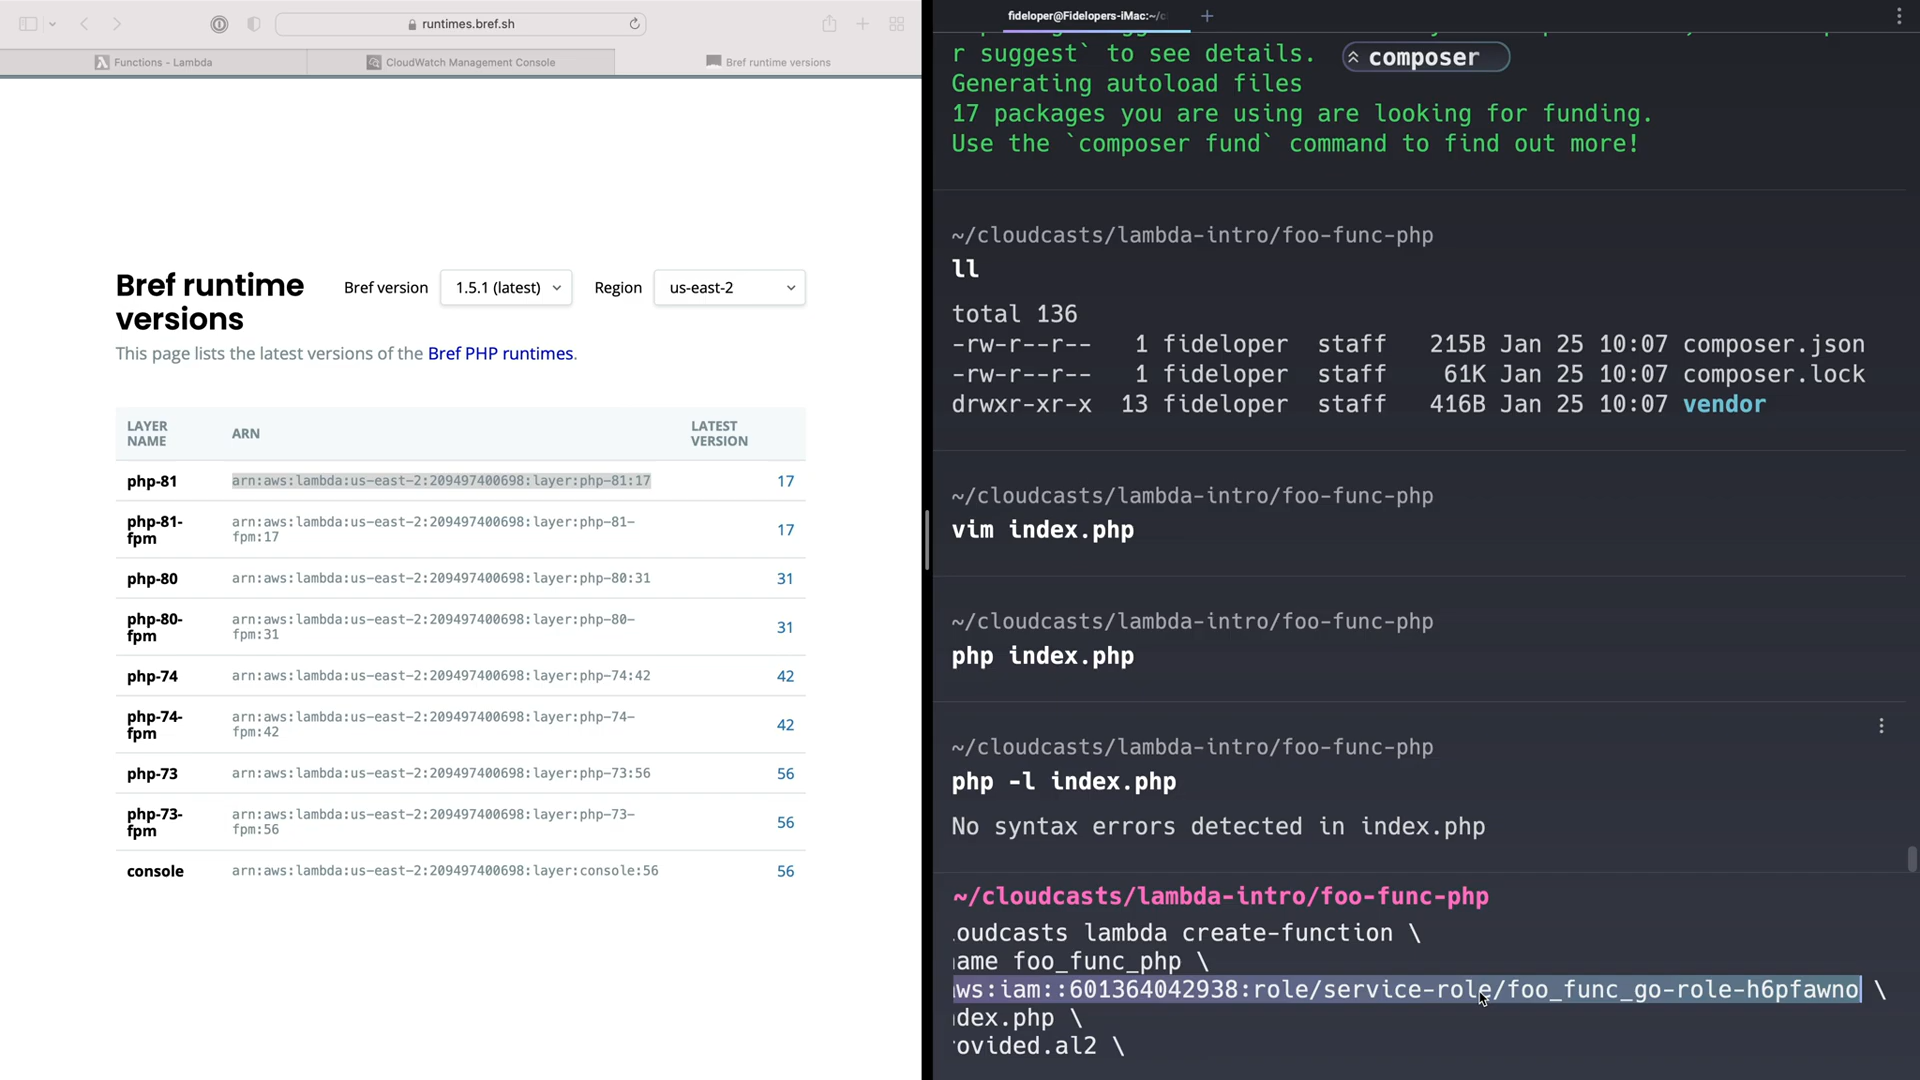 runtimes.bref.sh
Functions - Lambda
CloudWatch Management Console
Bref runtime versions
Bref runtime
versions
Bref version
1.5.1 (latest)
Region
us-east-2
This page lists the latest versions of the Bref PHP runtimes.
LAYER
NAME
ARN
LATEST
VERSION
php-81
arn:aws:lambda:us-east-2:209497400698:layer:php-81:17
17
php-81-
fpm
arn:aws:lambda:us-east-2:209497400698:layer:php-81-
fpm:17
17
php-80
arn:aws:lambda:us-east-2:209497400698:layer:php-80:31
31
php-80-
fpm
arn:aws:lambda:us-east-2:209497400698:layer:php-80-
fpm:31
31
php-74
arn:aws:lambda:us-east-2:209497400698:layer:php-74:42
42
php-74-
fpm
arn:aws:lambda:us-east-2:209497400698:layer:php-74-
fpm:42
42
php-73
arn:aws:lambda:us-east-2:209497400698:layer:php-73:56
56
php-73-
fpm
arn:aws:lambda:us-east-2:209497400698:layer:php-73-
fpm:56
56
console
arn:aws:lambda:us-east-2:209497400698:layer:console:56
56
fideloper@Fidelopers-iMac:~/c
r suggest` to see details.
composer
Generating autoload files
17 packages you are using are looking for funding.
Use the `composer fund` command to find out more!
~/cloudcasts/lambda-intro/foo-func-php
ll
total 136
-rw-r--r-- 1 fideloper staff 215B Jan 25 10:07 composer.json
-rw-r--r-- 1 fideloper staff 61K Jan 25 10:07 composer.lock
drwxr-xr-x 13 fideloper staff 416B Jan 25 10:07 vendor
~/cloudcasts/lambda-intro/foo-func-php
vim index.php
~/cloudcasts/lambda-intro/foo-func-php
php index.php
~/cloudcasts/lambda-intro/foo-func-php
php -l index.php
No syntax errors detected in index.php
~/cloudcasts/lambda-intro/foo-func-php
oudcasts lambda create-function \
ame foo_func_php \
ws:iam::601364042938:role/service-role/foo_func_go-role-h6pfawno \
dex.php \
ovided.al2 \